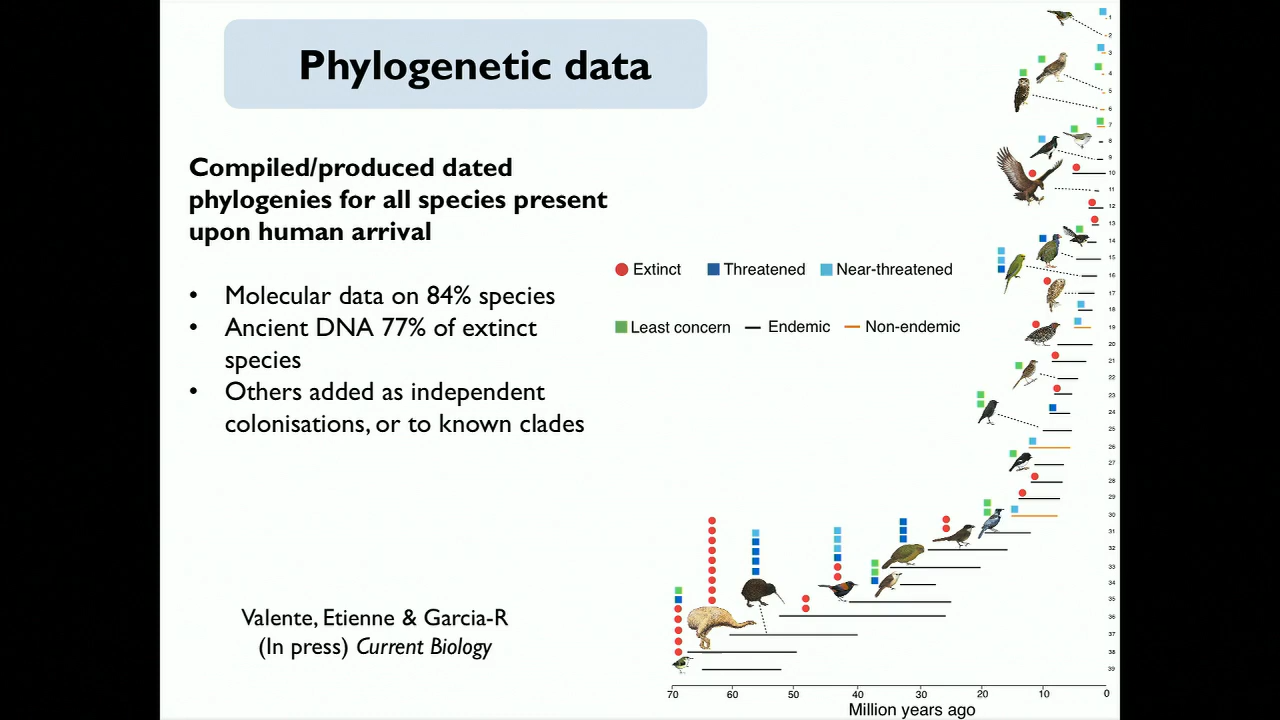 Phylogenetic data
Compiled/produced dated
phylogenies for all species present
upon human arrival
• Molecular data on 84% species
• Ancient DNA 77% of extinct
species
• Others added as independent
colonisations, or to known clades
Valente, Etienne & Garcia-R
(In press) Current Biology
Extinct Threatened Near-threatened
Least concern Endemic Non-endemic
1
2
3
4
5
6
7
8
9
10
11
12
13
14
15
16
17
18
19
20
21
22
23
24
25
26
27
28
29
30
31
32
33
34
35
36
37
38
39
70 60 50 40 30 20 10 0
Million years ago